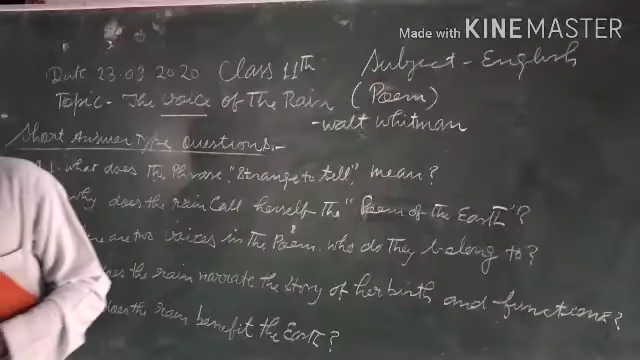 Made with KINEMASTER
Date 23.09.2020 Class 11th Subject - English
Topic - The Voice of The Rain (Poem)
- Walt Whitman
Short Answer Type Questions:-
what does The Phrase, "Strange to tell", mean?
why does the rain call herself The "Poem of The Earth"?
are two voices in The Poem. who do They belong to?
the rain narrate the story of her birth and functions?
does the rain benefit the Earth?